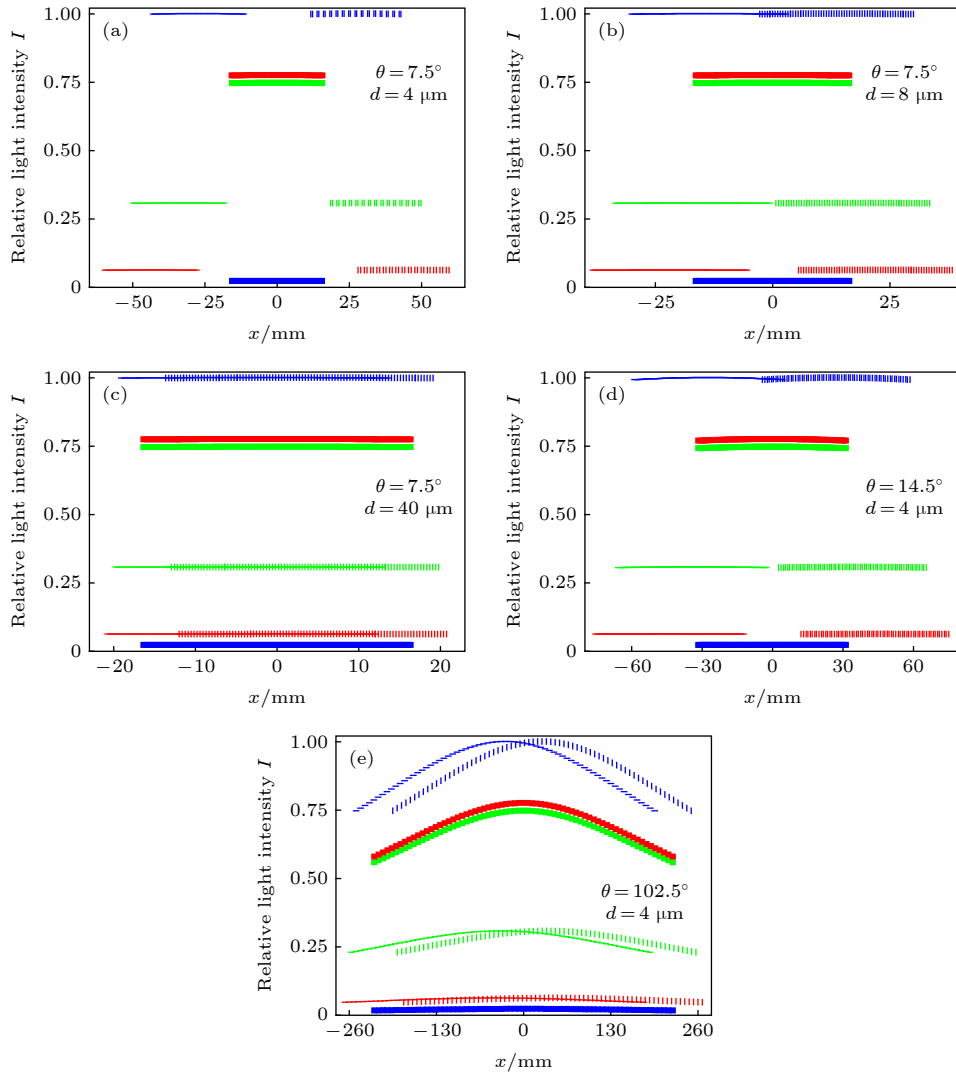 (a)
θ = 7.5°
d = 4 μm
Relative light intensity I
1.00
0.75
0.50
0.25
0
−50 −25 0 25 50
x/mm
(b)
θ = 7.5°
d = 8 μm
Relative light intensity I
1.00
0.75
0.50
0.25
0
−25 0 25
x/mm
(c)
θ = 7.5°
d = 40 μm
Relative light intensity I
1.00
0.75
0.50
0.25
0
−20 −10 0 10 20
x/mm
(d)
θ = 14.5°
d = 4 μm
Relative light intensity I
1.00
0.75
0.50
0.25
0
−60 −30 0 30 60
x/mm
(e)
θ = 102.5°
d = 4 μm
Relative light intensity I
1.00
0.75
0.50
0.25
0
−260 −130 0 130 260
x/mm